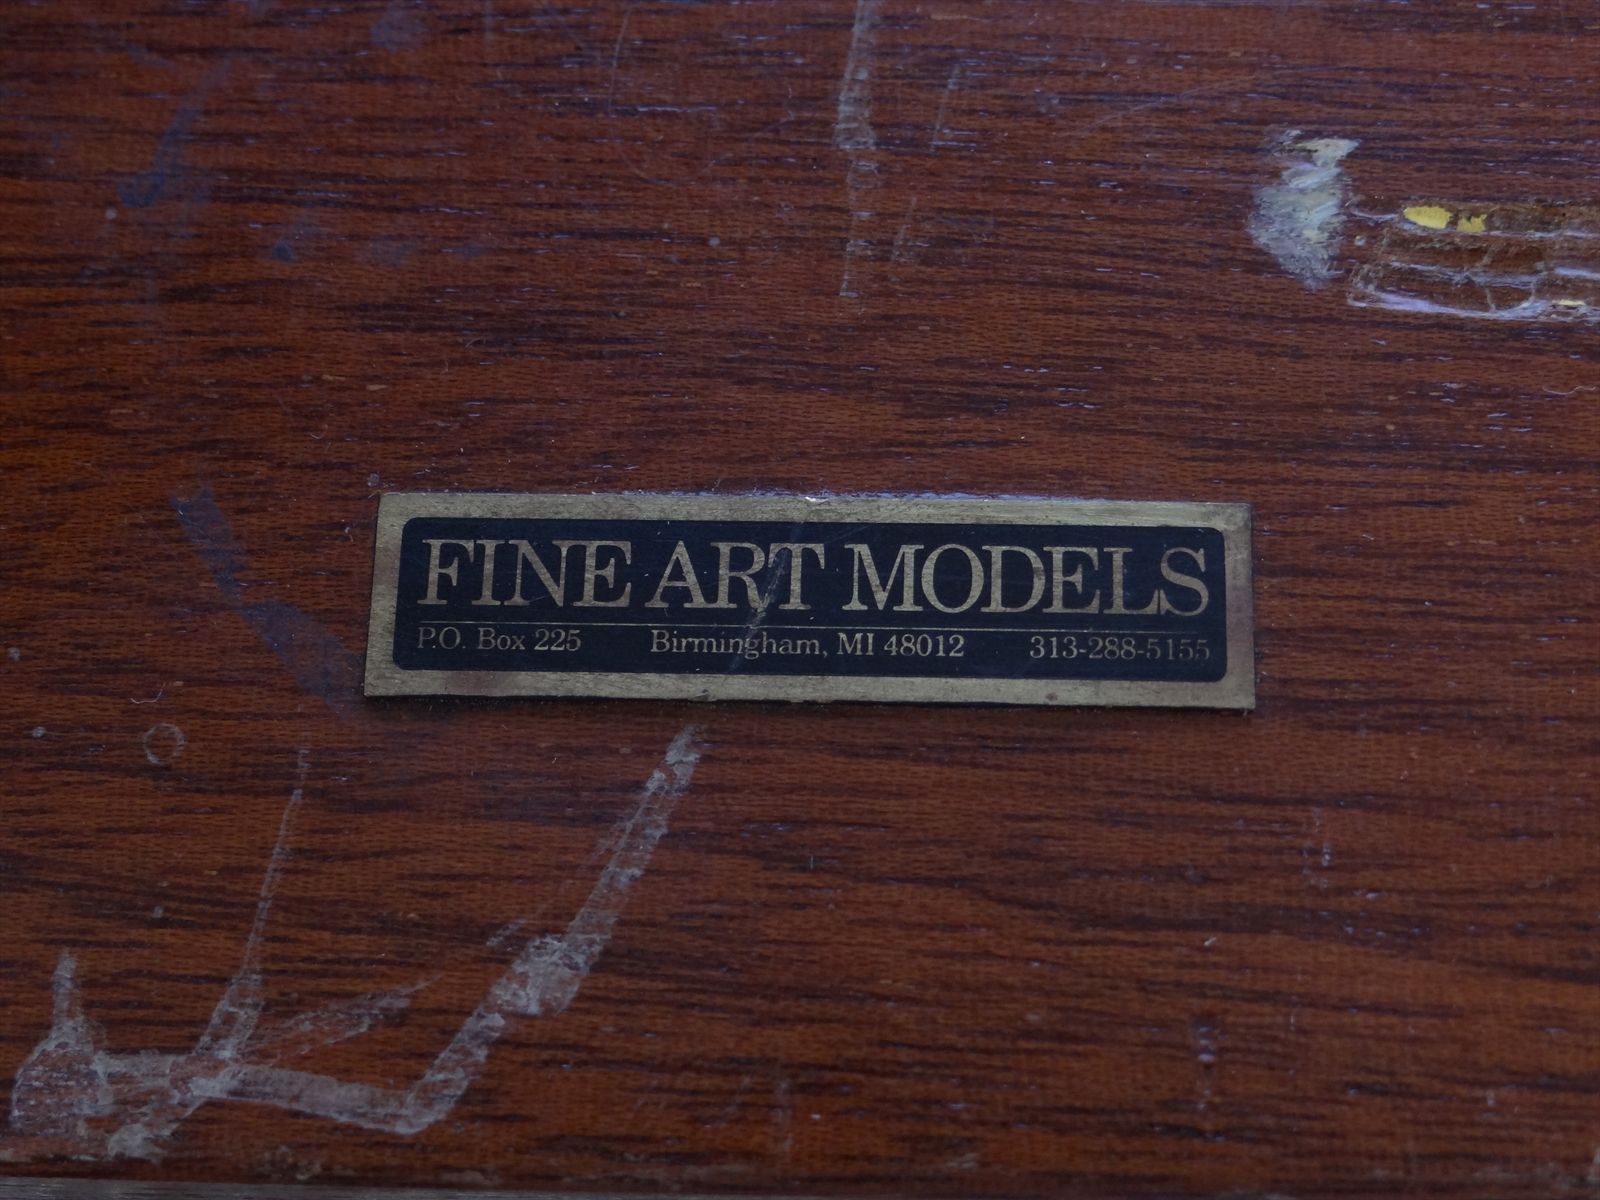 FINE ART MODELS
P.O. Box 225 Birmingham, MI 48012 313-288-5155